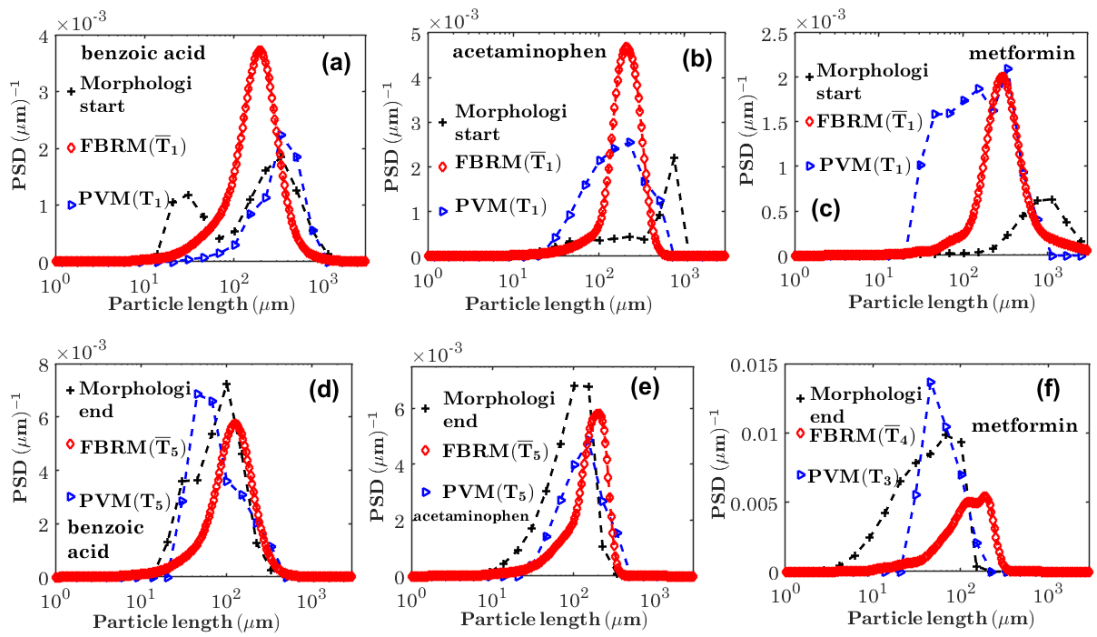 ×10⁻³
benzoic acid
(a)
Morphologi
start
FBRM(T̅₁)
PVM(T₁)
PSD (μm)⁻¹
4
3
2
1
0
10⁰ 10¹ 10² 10³
Particle length (μm)
×10⁻³
acetaminophen
(b)
Morphologi
start
FBRM(T̅₁)
PVM(T₁)
PSD (μm)⁻¹
5
4
3
2
1
0
10⁰ 10¹ 10² 10³
Particle length (μm)
×10⁻³
metformin
Morphologi
start
FBRM(T̅₁)
PVM(T₁)
(c)
PSD (μm)⁻¹
2.5
2
1.5
1
0.5
0
10⁰ 10¹ 10² 10³
Particle length (μm)
×10⁻³
(d)
Morphologi
end
FBRM(T̅₅)
PVM(T₅)
benzoic
acid
PSD (μm)⁻¹
8
6
4
2
0
10⁰ 10¹ 10² 10³
Particle length (μm)
×10⁻³
(e)
Morphologi
end
FBRM(T̅₅)
PVM(T₅)
acetaminophen
PSD (μm)⁻¹
6
4
2
0
10⁰ 10¹ 10² 10³
Particle length (μm)
(f)
Morphologi
end
metformin
FBRM(T̅₄)
PVM(T₃)
PSD (μm)⁻¹
0.015
0.01
0.005
0
10⁰ 10¹ 10² 10³
Particle length (μm)